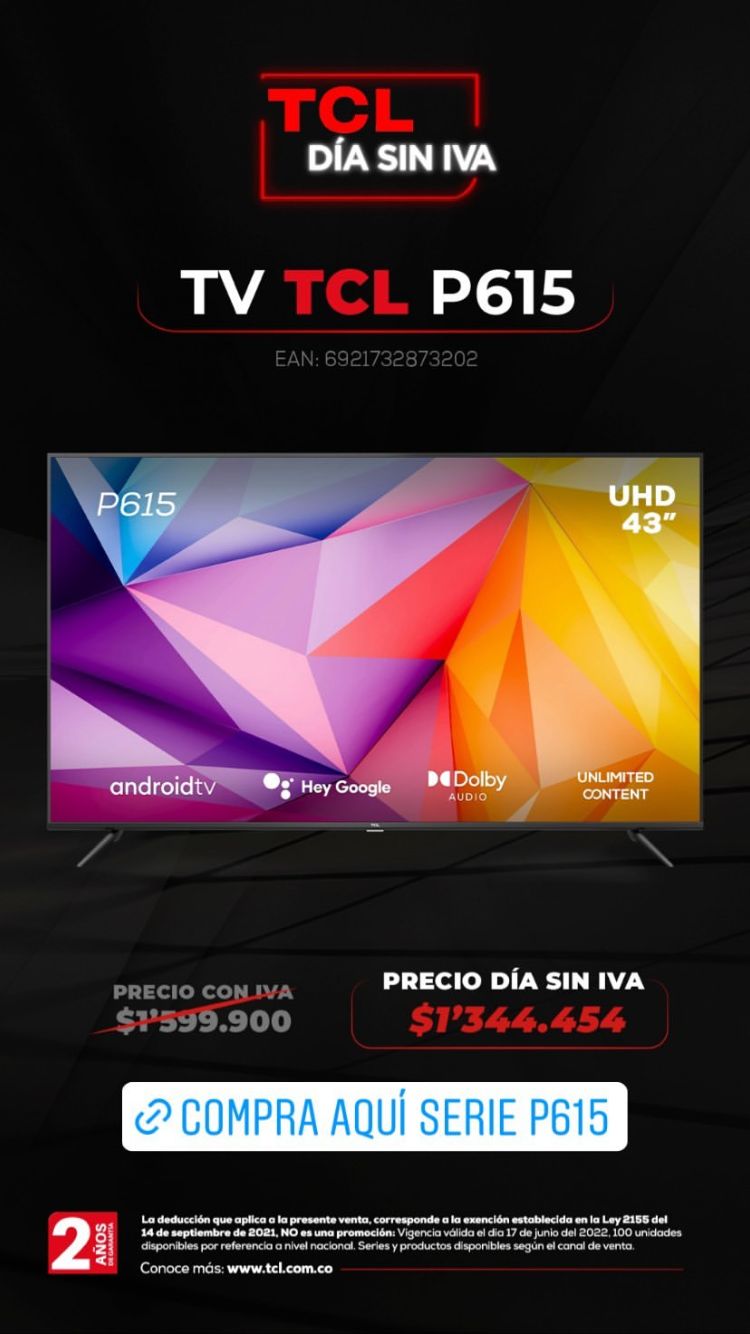 TCL
DÍA SIN IVA
TV TCL P615
EAN: 6921732873202
P615
UHD
43"
androidtv
Hey Google
Dolby
AUDIO
UNLIMITED
CONTENT
TCL
PRECIO CON IVA
$1'599.900
PRECIO DÍA SIN IVA
$1'344.454
COMPRA AQUÍ SERIE P615
2 AÑOS
DE GARANTÍA
La deducción que aplica a la presente venta, corresponde a la exención establecida en la Ley 2155 del
14 de septiembre de 2021, NO es una promoción: Vigencia válida el dia 17 de junio del 2022, 100 unidades
disponibles por referencia a nivel nacional. Series y productos disponibles según el canal de venta.
Conoce más: www.tcl.com.co